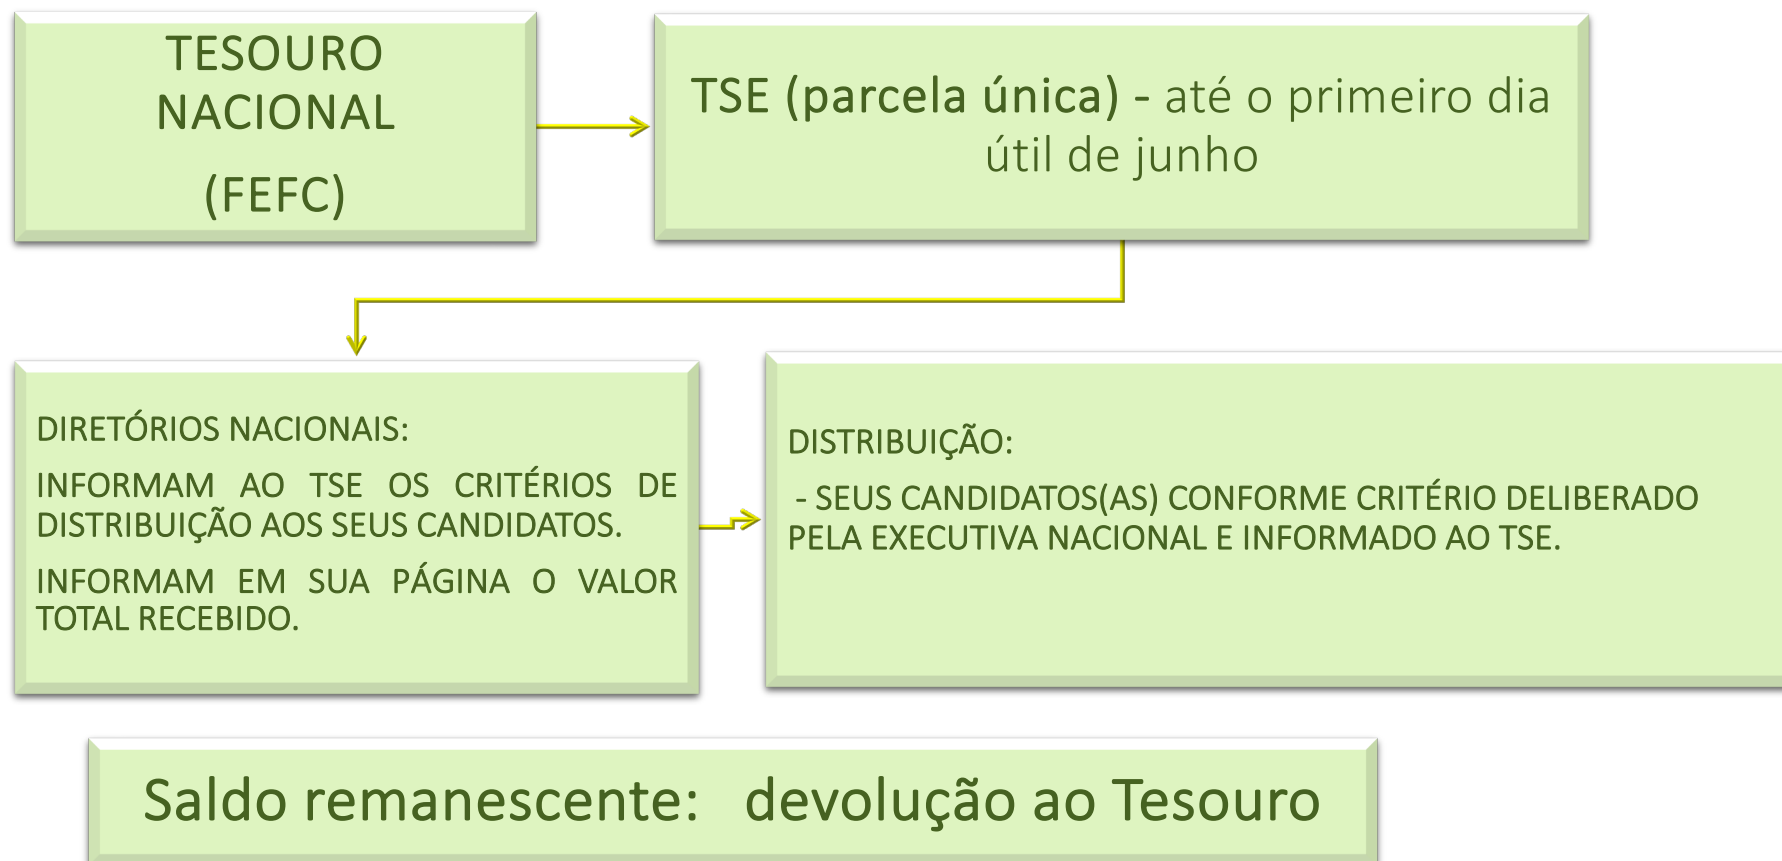 TESOURO
NACIONAL
(FEFC)
TSE (parcela única) - até o primeiro dia
útil de junho
DIRETÓRIOS NACIONAIS:
INFORMAM AO TSE OS CRITÉRIOS DE
DISTRIBUIÇÃO AOS SEUS CANDIDATOS.
INFORMAM EM SUA PÁGINA O VALOR
TOTAL RECEBIDO.
DISTRIBUIÇÃO:
- SEUS CANDIDATOS(AS) CONFORME CRITÉRIO DELIBERADO
PELA EXECUTIVA NACIONAL E INFORMADO AO TSE.
Saldo remanescente: devolução ao Tesouro